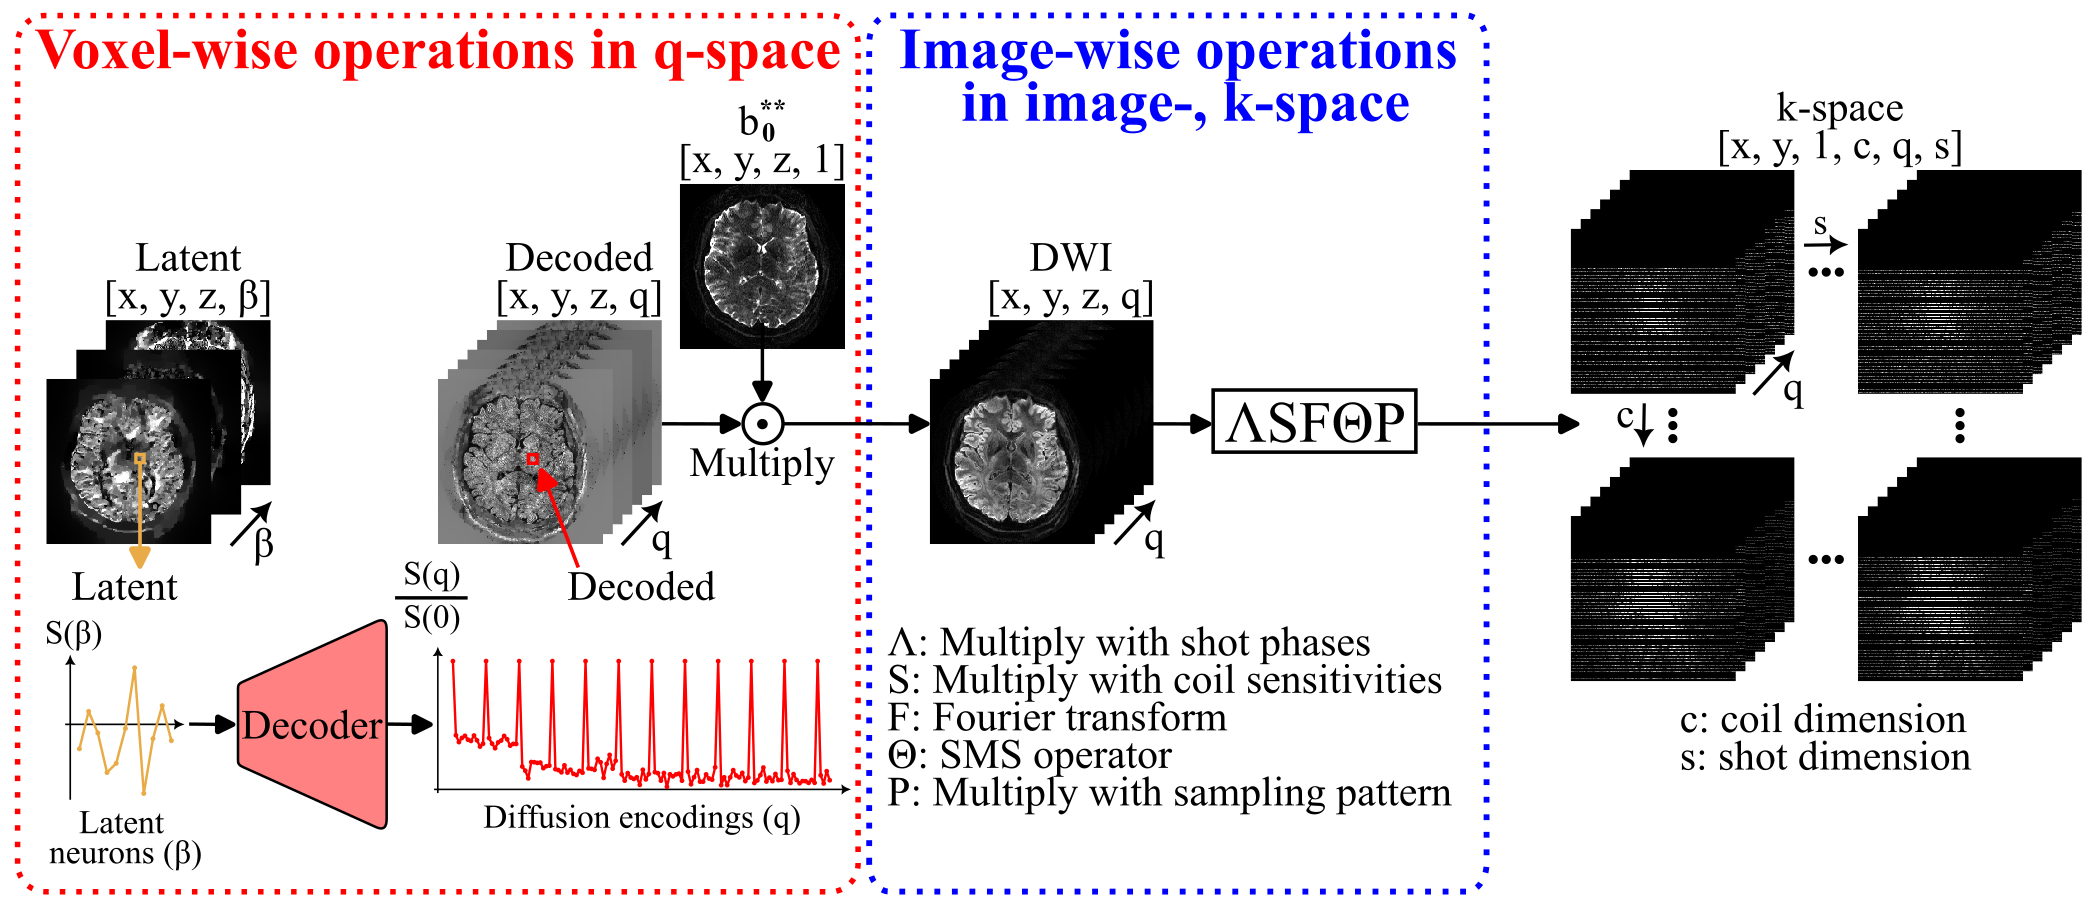 Voxel-wise operations in q-space
b₀**
[x, y, z, 1]
Latent
[x, y, z, β]
Decoded
[x, y, z, q]
Multiply
β
q
Latent
Decoded
S(q)
S(0)
S(β)
Decoder
Latent
neurons (β)
Diffusion encodings (q)
Image-wise operations
in image-, k-space
DWI
[x, y, z, q]
q
ΛSFΘP
Λ: Multiply with shot phases
S: Multiply with coil sensitivities
F: Fourier transform
Θ: SMS operator
P: Multiply with sampling pattern
k-space
[x, y, 1, c, q, s]
s
...
q
c
...
...
...
c: coil dimension
s: shot dimension